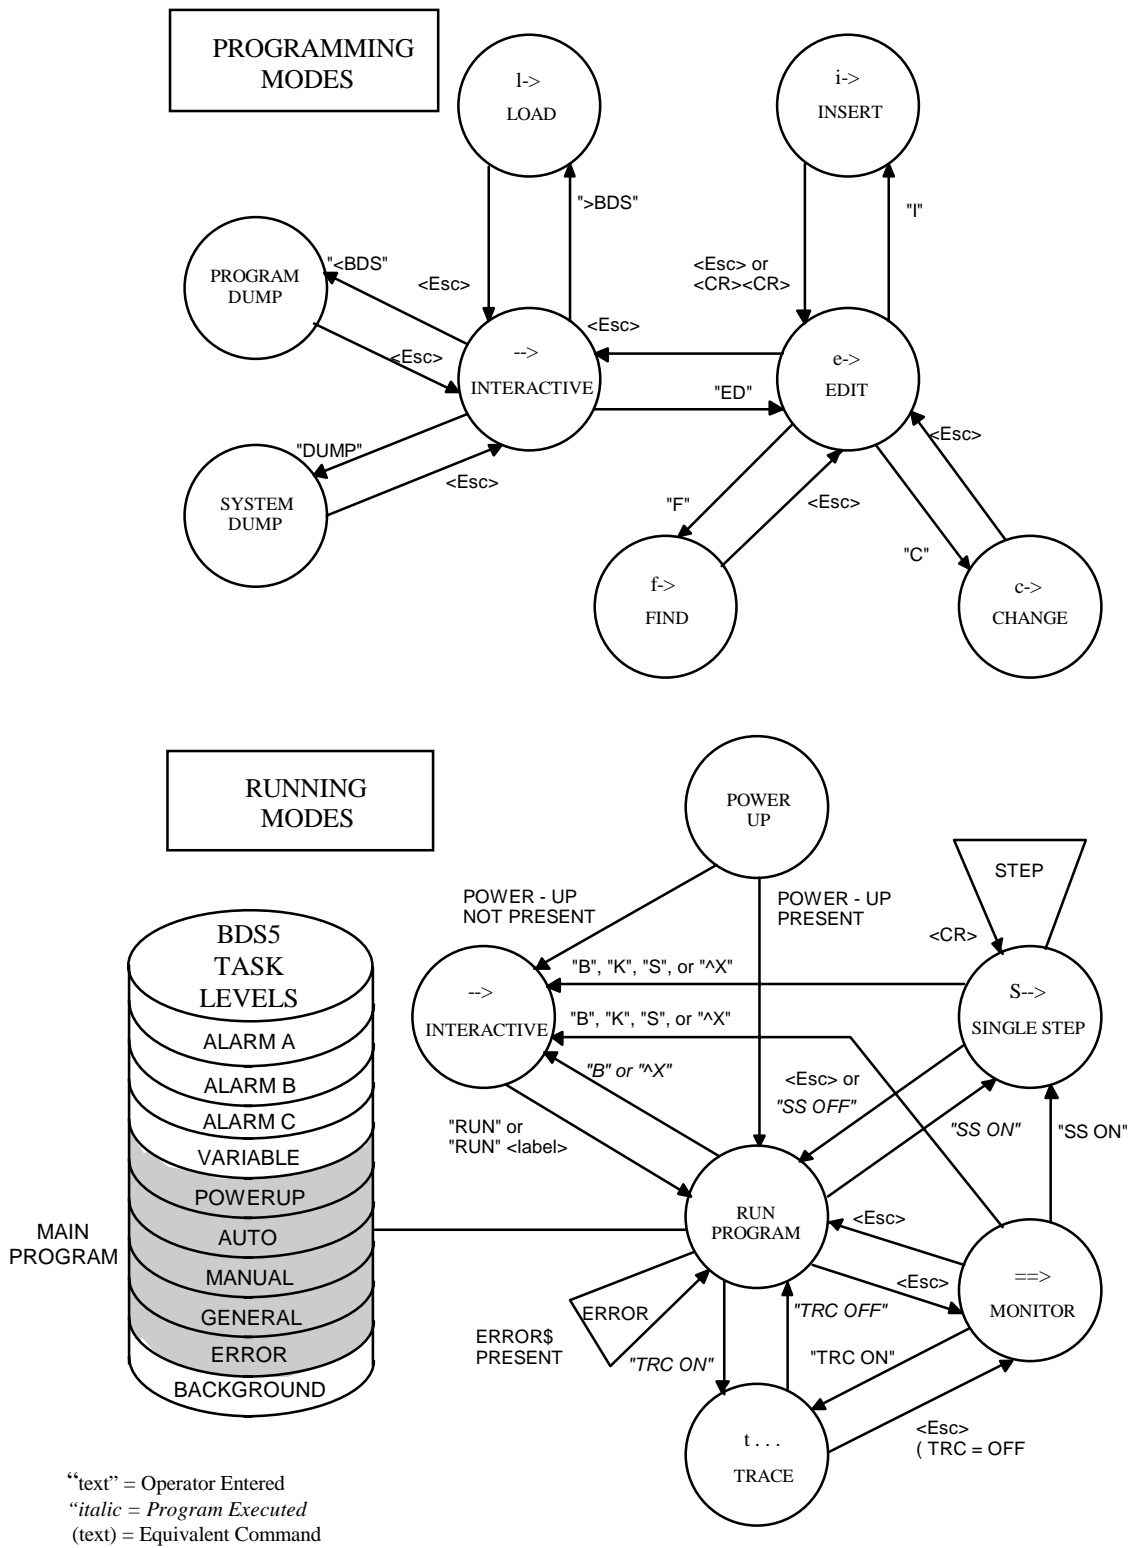 PROGRAMMING
MODES
l->
LOAD
i->
INSERT
">BDS"
"I"
"<BDS"
<Esc>
<Esc> or
<CR><CR>
PROGRAM
DUMP
<Esc>
<Esc>
-->
INTERACTIVE
e->
EDIT
"ED"
"DUMP"
<Esc>
<Esc>
SYSTEM
DUMP
"F"
<Esc>
"C"
f->
FIND
c->
CHANGE
RUNNING
MODES
POWER
UP
STEP
POWER - UP
NOT PRESENT
POWER - UP
PRESENT
<CR>
BDS5
TASK
LEVELS
"B", "K", "S", or "^X"
-->
INTERACTIVE
S-->
SINGLE STEP
"B", "K", "S", or "^X"
ALARM A
ALARM B
ALARM C
VARIABLE
POWERUP
AUTO
MANUAL
GENERAL
ERROR
BACKGROUND
MAIN
PROGRAM
"B" or "^X"
<Esc> or
"SS OFF"
"RUN" or
"RUN" <label>
"SS ON"
"SS ON"
RUN
PROGRAM
<Esc>
<Esc>
==>
MONITOR
ERROR
ERROR$
PRESENT
"TRC OFF"
"TRC ON"
"TRC ON"
<Esc>
( TRC = OFF
t . . .
TRACE
“text” = Operator Entered
“italic = Program Executed
(text) = Equivalent Command